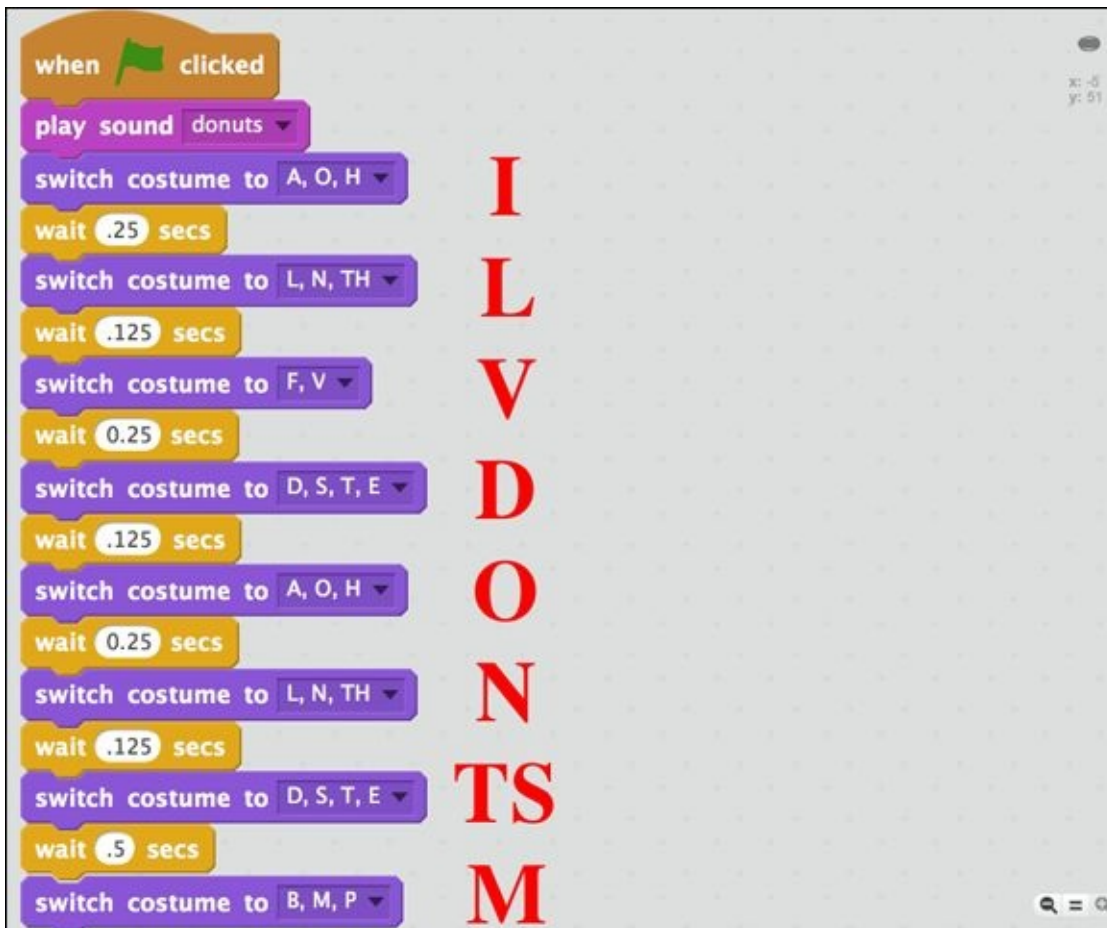 when clicked
x: -5
y: 51
play sound donuts
switch costume to A, O, H
I
wait .25 secs
switch costume to L, N, TH
L
wait .125 secs
switch costume to F, V
V
wait 0.25 secs
switch costume to D, S, T, E
D
wait .125 secs
switch costume to A, O, H
O
wait 0.25 secs
switch costume to L, N, TH
N
wait .125 secs
switch costume to D, S, T, E
TS
wait .5 secs
switch costume to B, M, P
M